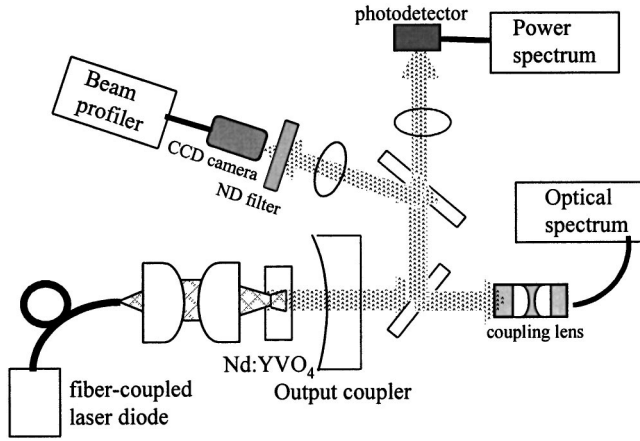 photodetector
Power
spectrum
Beam
profiler
CCD camera
ND filter
Optical
spectrum
coupling lens
Nd:YVO₄
Output coupler
fiber-coupled
laser diode